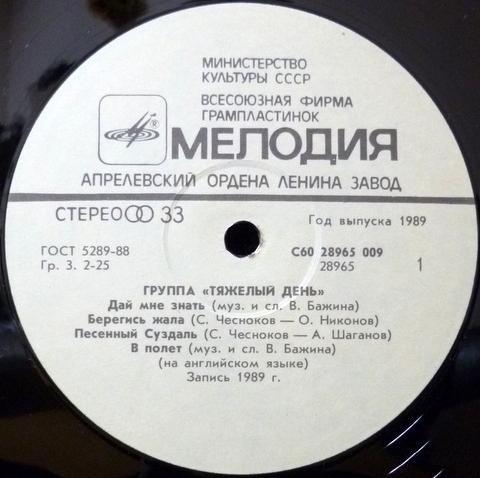 МИНИСТЕРСТВО
КУЛЬТУРЫ СССР
ВСЕСОЮЗНАЯ ФИРМА
ГРАМПЛАСТИНОК
®
МЕЛОДИЯ
АПРЕЛЕВСКИЙ ОРДЕНА ЛЕНИНА ЗАВОД
СТЕРЕО 33
Год выпуска 1989
ГОСТ 5289-88
С60 28965 009
Гр. 3. 2-25
28965
1
ГРУППА «ТЯЖЕЛЫЙ ДЕНЬ»
Дай мне знать (муз. и сл. В. Бажина)
Берегись жала (С. Чесноков — О. Никонов)
Песенный Суздаль (С. Чесноков — А. Шаганов)
В полет (муз. и сл. В. Бажина)
(на английском языке)
Запись 1989 г.